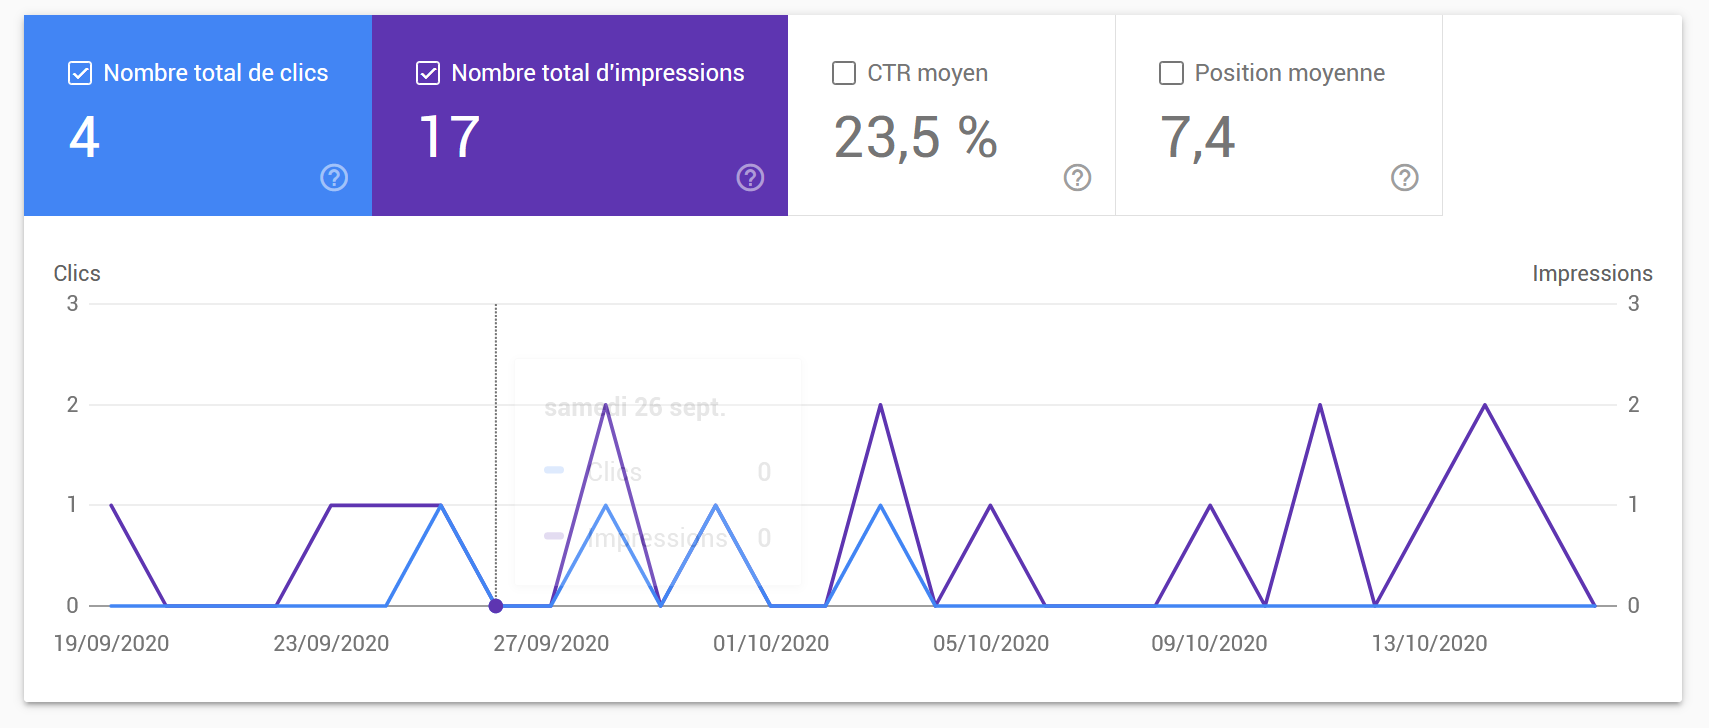 Nombre total de clics
4
Nombre total d'impressions
17
CTR moyen
23,5 %
Position moyenne
7,4
Clics
Impressions
3 3
2 2
1 1
0 0
samedi 26 sept.
Clics 0
Impressions 0
19/09/2020 23/09/2020 27/09/2020 01/10/2020 05/10/2020 09/10/2020 13/10/2020